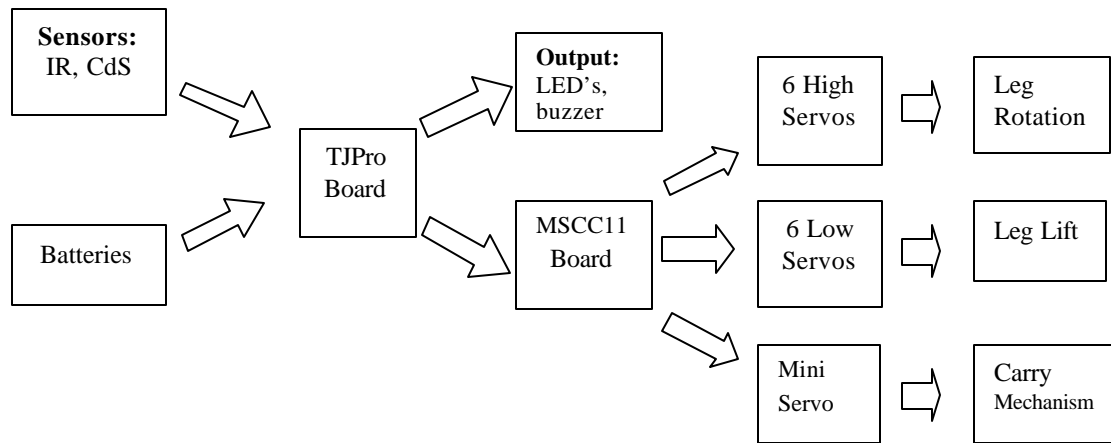 Sensors:
IR, CdS
Batteries
TJPro
Board
Output:
LED's,
buzzer
MSCC11
Board
6 High
Servos
6 Low
Servos
Mini
Servo
Leg
Rotation
Leg Lift
Carry
Mechanism